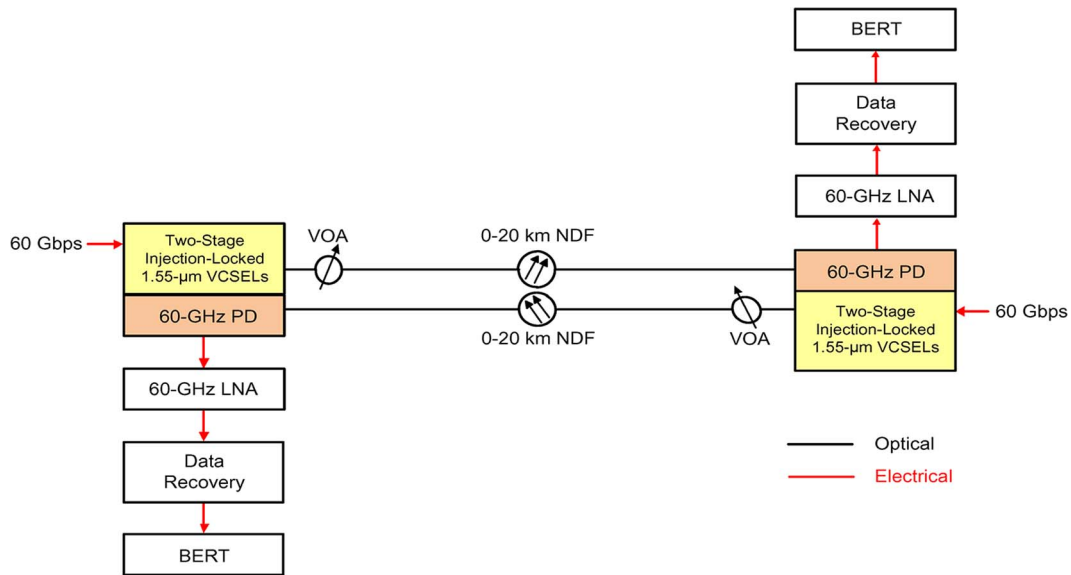 BERT
Data
Recovery
60-GHz LNA
60 Gbps
Two-Stage
Injection-Locked
1.55-μm VCSELs
VOA
0-20 km NDF
60-GHz PD
60-GHz PD
0-20 km NDF
VOA
Two-Stage
Injection-Locked
1.55-μm VCSELs
60 Gbps
60-GHz LNA
Data
Recovery
BERT
Optical
Electrical